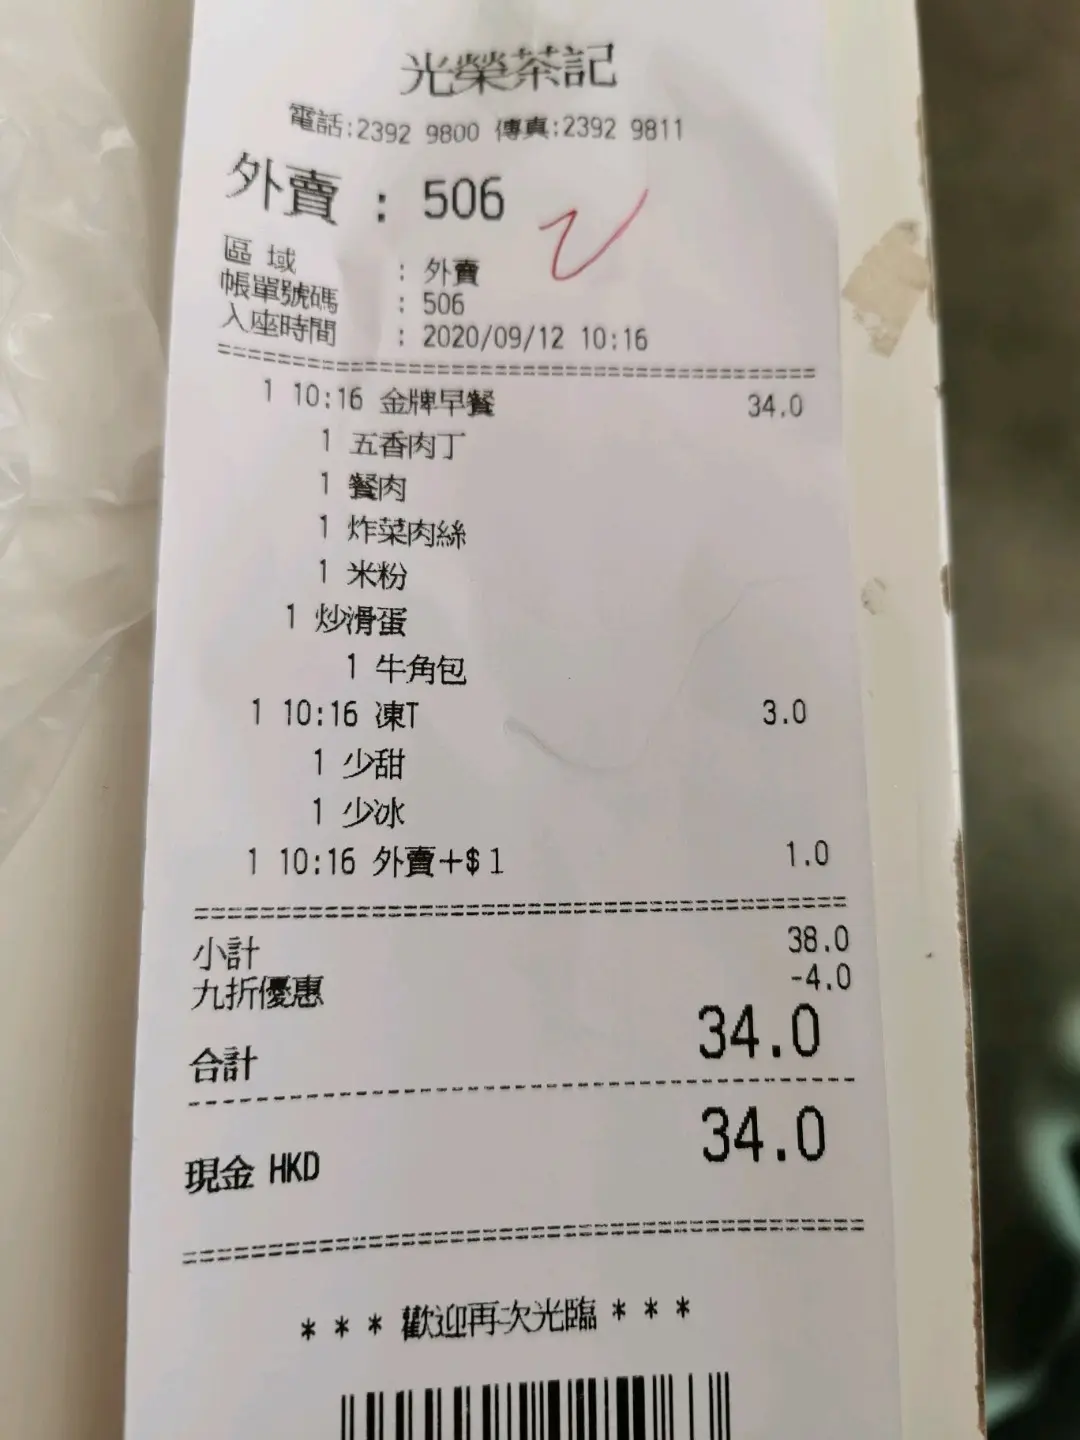 光榮茶記
電話:2392 9800 傳真:2392 9811
外賣 : 506
區 域 : 外賣
帳單號碼 : 506
入座時間 : 2020/09/12 10:16
1 10:16 金牌早餐 34.0
1 五香肉丁
1 餐肉
1 炸菜肉絲
1 米粉
1 炒滑蛋
1 牛角包
1 10:16 凍T 3.0
1 少甜
1 少冰
1 10:16 外賣+$1 1.0
小計 38.0
九折優惠 -4.0
合計 34.0
現金 HKD 34.0
* * * 歡迎再次光臨 * * *